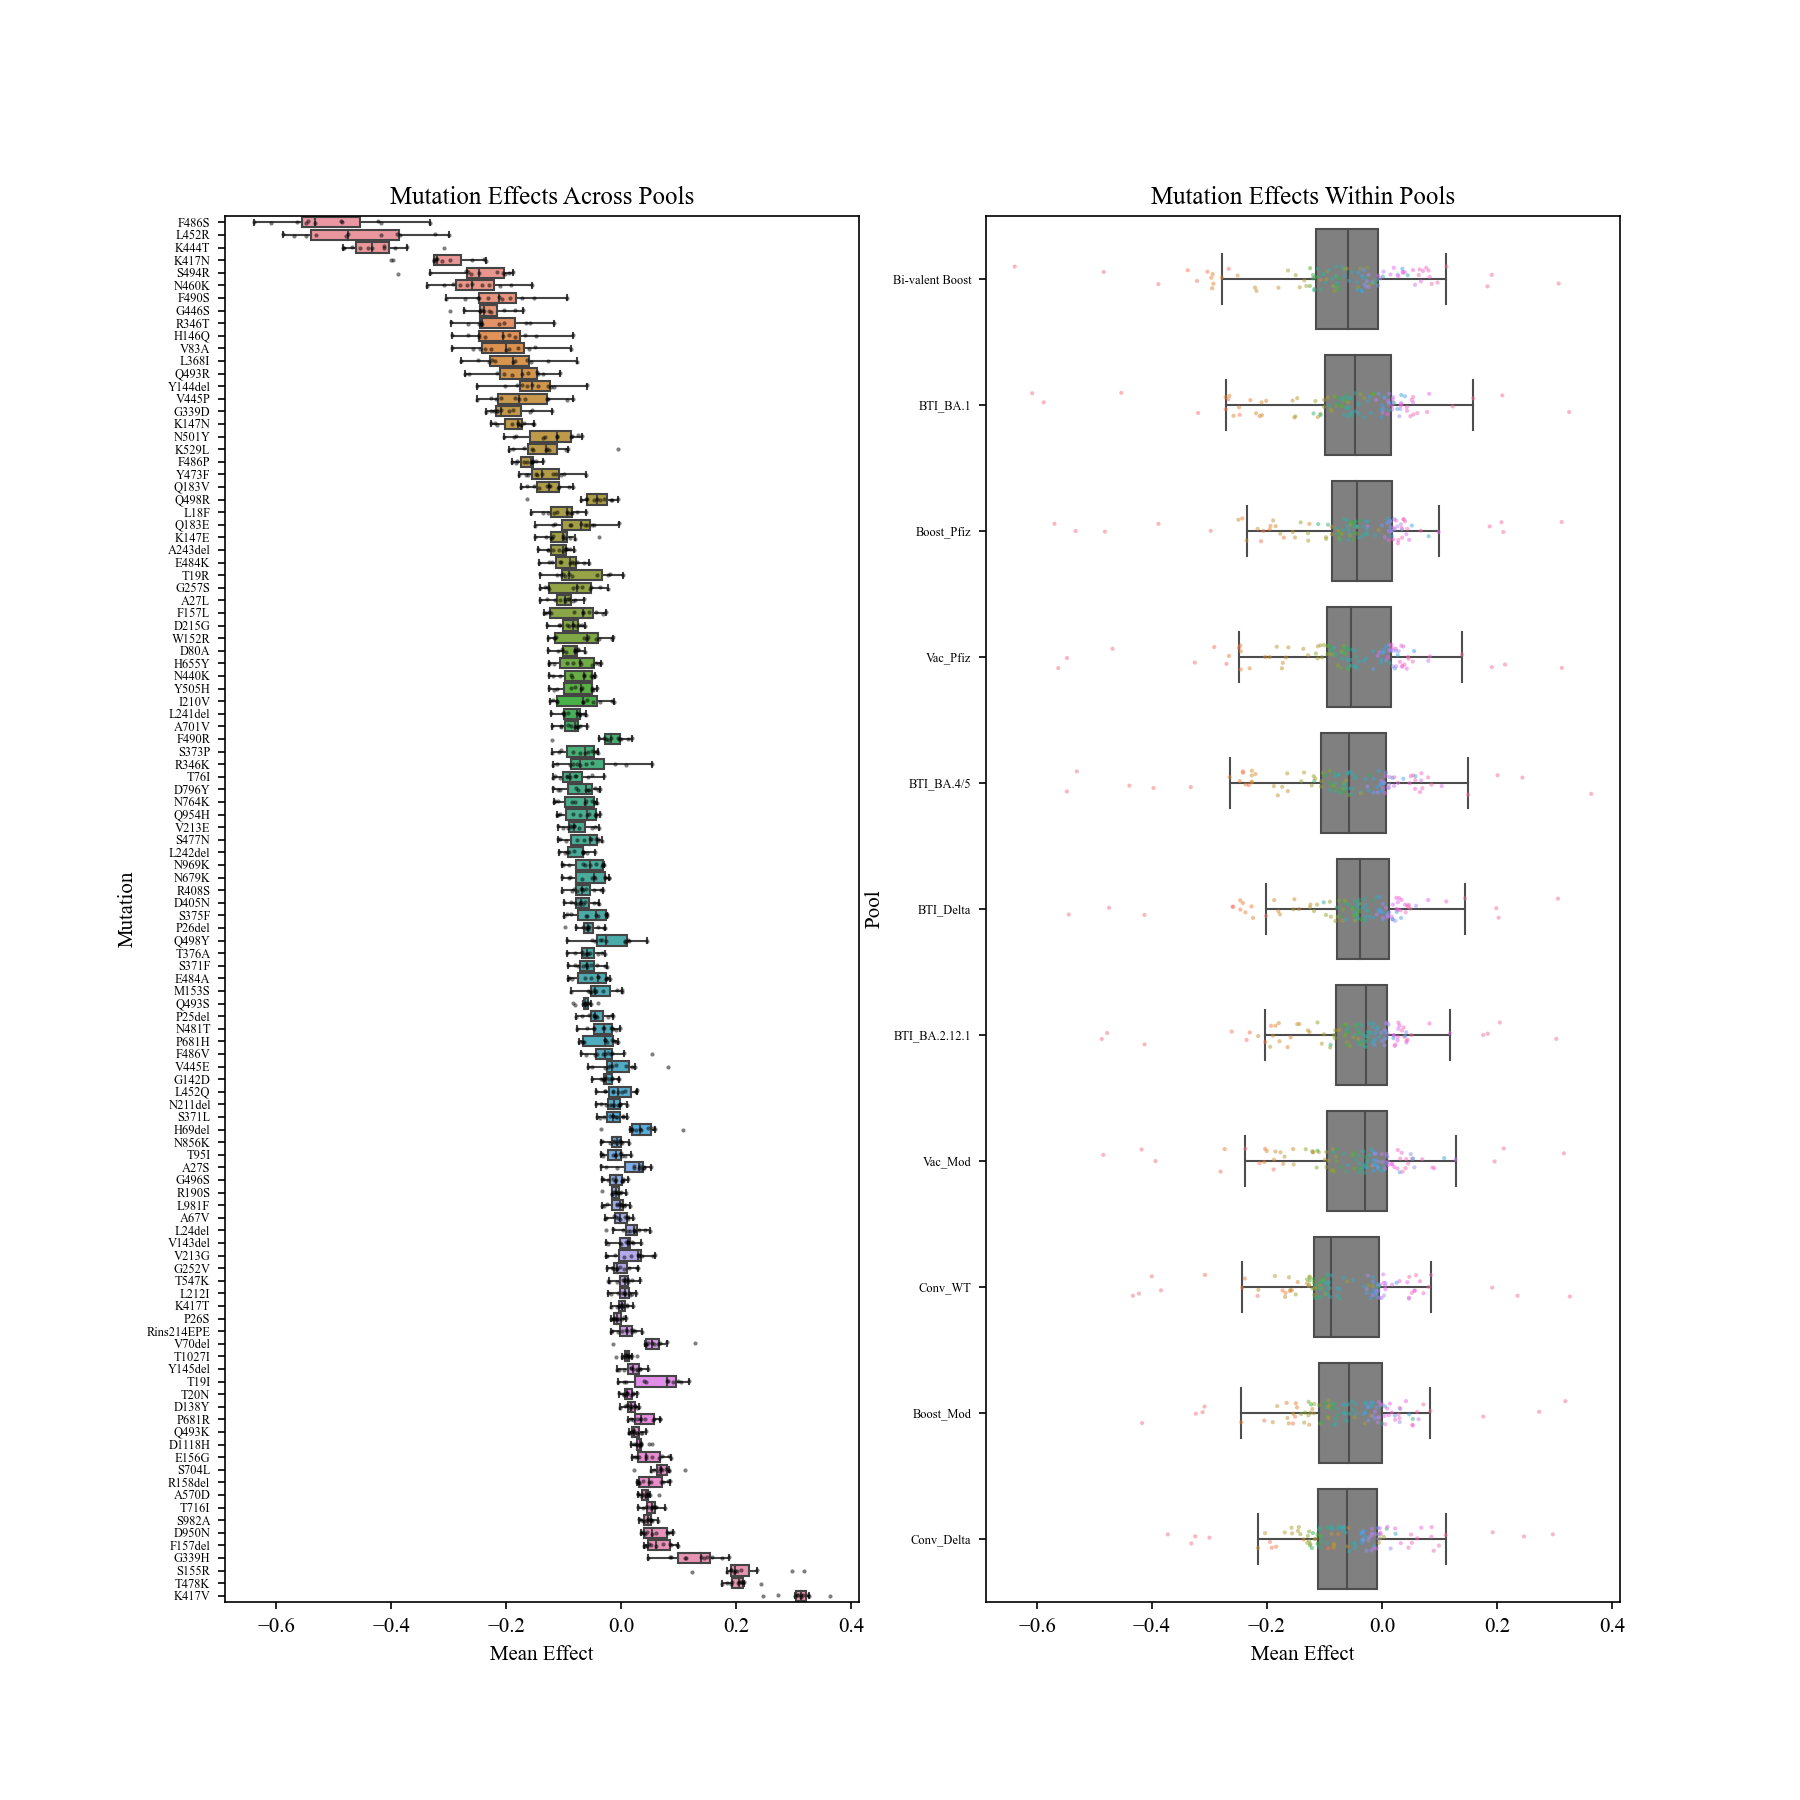 Mutation Effects Across Pools
Mutation
F486S
L452R
K444T
K417N
S494R
N460K
F490S
G446S
R346T
H146Q
V83A
L368I
Q493R
Y144del
V445P
G339D
K147N
N501Y
K529L
F486P
Y473F
Q183V
Q498R
L18F
Q183E
K147E
A243del
E484K
T19R
G257S
A27L
F157L
D215G
W152R
D80A
H655Y
N440K
Y505H
I210V
L241del
A701V
F490R
S373P
R346K
T76I
D796Y
N764K
Q954H
V213E
S477N
L242del
N969K
N679K
R408S
D405N
S375F
P26del
Q498Y
T376A
S371F
E484A
M153S
Q493S
P25del
N481T
P681H
F486V
V445E
G142D
L452Q
N211del
S371L
H69del
N856K
T95I
A27S
G496S
R190S
L981F
A67V
L24del
V143del
V213G
G252V
T547K
L212I
K417T
P26S
Rins214EPE
V70del
T1027I
Y145del
T19I
T20N
D138Y
P681R
Q493K
D1118H
E156G
S704L
R158del
A570D
T716I
S982A
D950N
F157del
G339H
S155R
T478K
K417V
−0.6 −0.4 −0.2 0.0 0.2 0.4
Mean Effect
Mutation Effects Within Pools
Pool
Bi-valent Boost
BTI_BA.1
Boost_Pfiz
Vac_Pfiz
BTI_BA.4/5
BTI_Delta
BTI_BA.2.12.1
Vac_Mod
Conv_WT
Boost_Mod
Conv_Delta
−0.6 −0.4 −0.2 0.0 0.2 0.4
Mean Effect